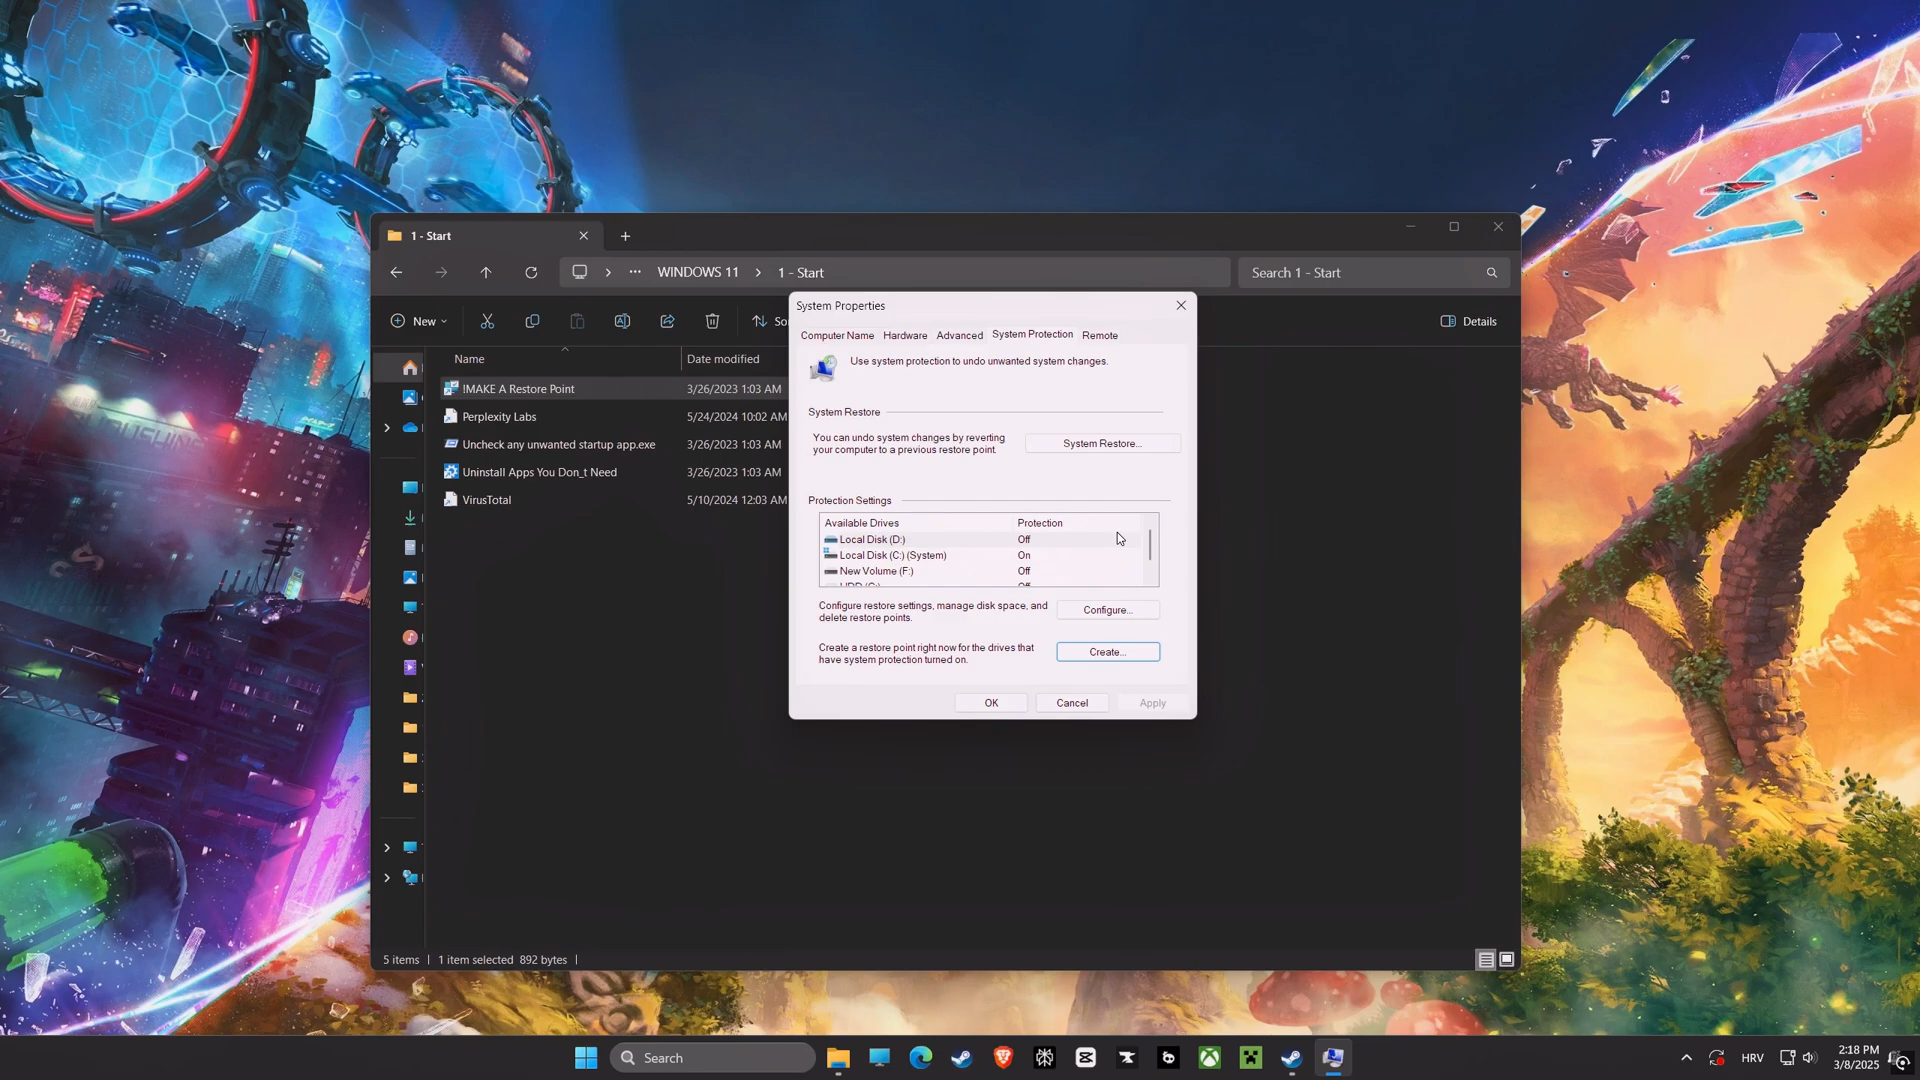 1 - Start
WINDOWS 11
1 - Start
Search 1 - Start
New
Details
Name
Date modified
!MAKE A Restore Point
3/26/2023 1:03 AM
Perplexity Labs
5/24/2024 10:02 AM
Uncheck any unwanted startup app.exe
3/26/2023 1:03 AM
Uninstall Apps You Don_t Need
3/26/2023 1:03 AM
VirusTotal
5/10/2024 12:03 AM
System Properties
Computer Name
Hardware
Advanced
System Protection
Remote
Use system protection to undo unwanted system changes.
System Restore
You can undo system changes by reverting
your computer to a previous restore point.
System Restore...
Protection Settings
Available Drives
Protection
Local Disk (D:)
Off
Local Disk (C:) (System)
On
New Volume (F:)
Off
Configure restore settings, manage disk space, and
delete restore points.
Configure...
Create a restore point right now for the drives that
have system protection turned on.
Create...
OK
Cancel
Apply
5 items
1 item selected
892 bytes
Search
HRV
2:18 PM
3/8/2025